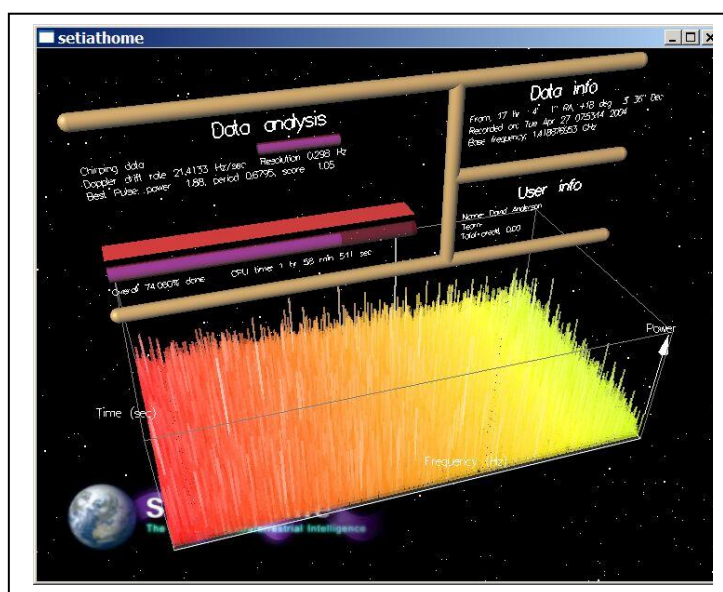 setiathome
Data analysis
Chirping data
Doppler drift rate 21.4133 Hz/sec Resolution 0.298 Hz
Best Pulse: power 1.88, period 0.6795, score 1.05
Overall 74.080% done CPU time: 1 hr 58 min 51.1 sec
Data info
From: 17 hr 4' 1" RA, +18 deg 3' 36" Dec
Recorded on: Tue Apr 27 07:53:14 2004
Base frequency:
GHz
User info
Name: David Anderson
Team:
Total credit: 0.00
Power
Time (sec)
Frequency (Hz)
The
Intelligence